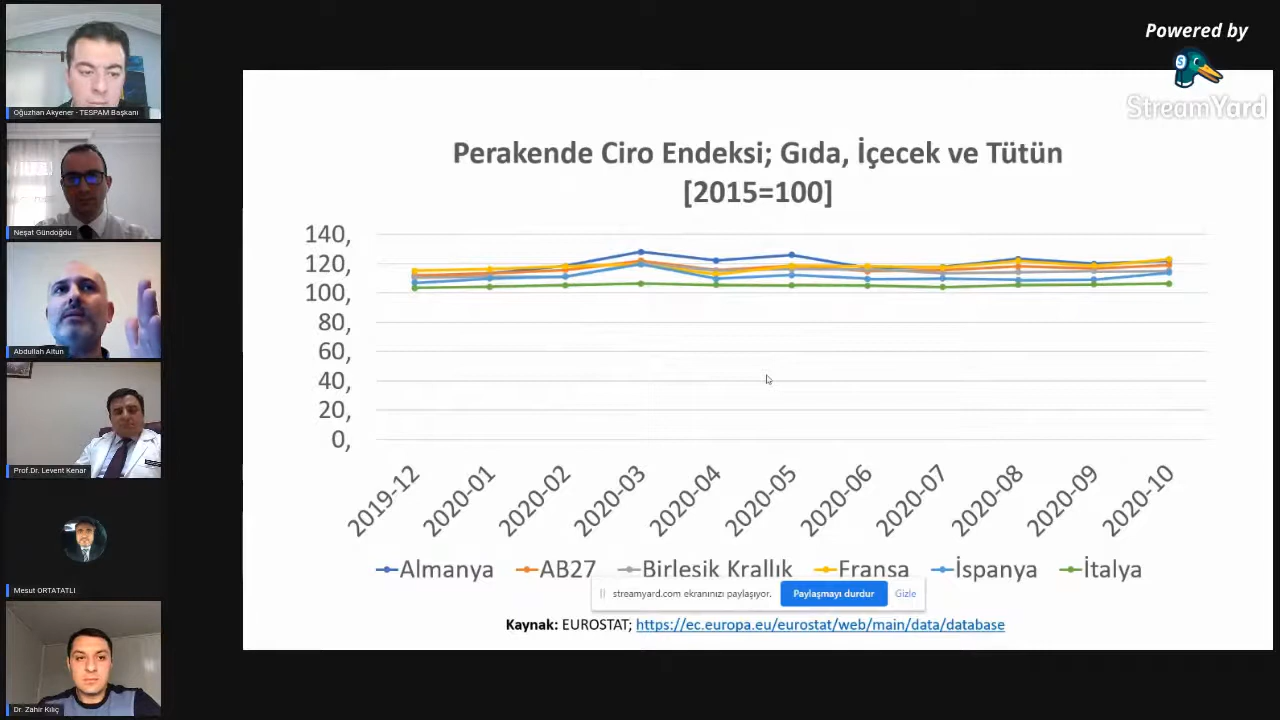 Powered by
StreamYard
Oğuzhan Akyener - TESPAM Başkanı
Neşat Gündoğdu
Abdullah Altun
Prof.Dr. Levent Kenar
Mesut ORTATATLI
Dr. Zahir Kılıç
Perakende Ciro Endeksi; Gıda, İçecek ve Tütün
[2015=100]
140,
120,
100,
80,
60,
40,
20,
0,
2019-12
2020-01
2020-02
2020-03
2020-04
2020-05
2020-06
2020-07
2020-08
2020-09
2020-10
Almanya AB27 Birleşik Krallık Fransa İspanya İtalya
streamyard.com ekranınızı paylaşıyor. Paylaşmayı durdur Gizle
Kaynak: EUROSTAT; https://ec.europa.eu/eurostat/web/main/data/database